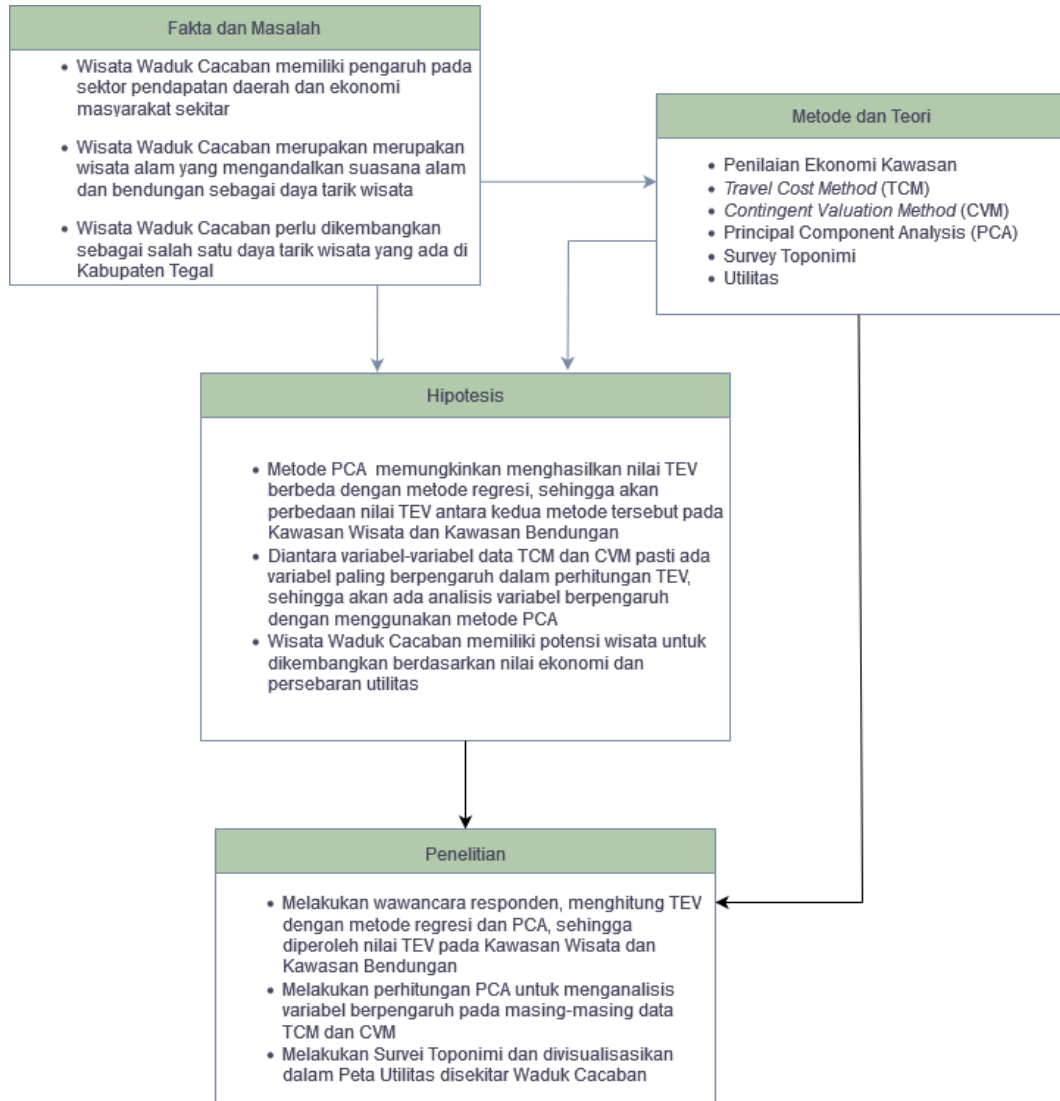 Fakta dan Masalah
• Wisata Waduk Cacaban memiliki pengaruh pada
sektor pendapatan daerah dan ekonomi
masyarakat sekitar
• Wisata Waduk Cacaban merupakan merupakan
wisata alam yang mengandalkan suasana alam
dan bendungan sebagai daya tarik wisata
• Wisata Waduk Cacaban perlu dikembangkan
sebagai salah satu daya tarik wisata yang ada di
Kabupaten Tegal
Metode dan Teori
• Penilaian Ekonomi Kawasan
• Travel Cost Method (TCM)
• Contingent Valuation Method (CVM)
• Principal Component Analysis (PCA)
• Survey Toponimi
• Utilitas
Hipotesis
• Metode PCA memungkinkan menghasilkan nilai TEV
berbeda dengan metode regresi, sehingga akan
perbedaan nilai TEV antara kedua metode tersebut pada
Kawasan Wisata dan Kawasan Bendungan
• Diantara variabel-variabel data TCM dan CVM pasti ada
variabel paling berpengaruh dalam perhitungan TEV,
sehingga akan ada analisis variabel berpengaruh
dengan menggunakan metode PCA
• Wisata Waduk Cacaban memiliki potensi wisata untuk
dikembangkan berdasarkan nilai ekonomi dan
persebaran utilitas
Penelitian
• Melakukan wawancara responden, menghitung TEV
dengan metode regresi dan PCA, sehingga
diperoleh nilai TEV pada Kawasan Wisata dan
Kawasan Bendungan
• Melakukan perhitungan PCA untuk menganalisis
variabel berpengaruh pada masing-masing data
TCM dan CVM
• Melakukan Survei Toponimi dan divisualisasikan
dalam Peta Utilitas disekitar Waduk Cacaban